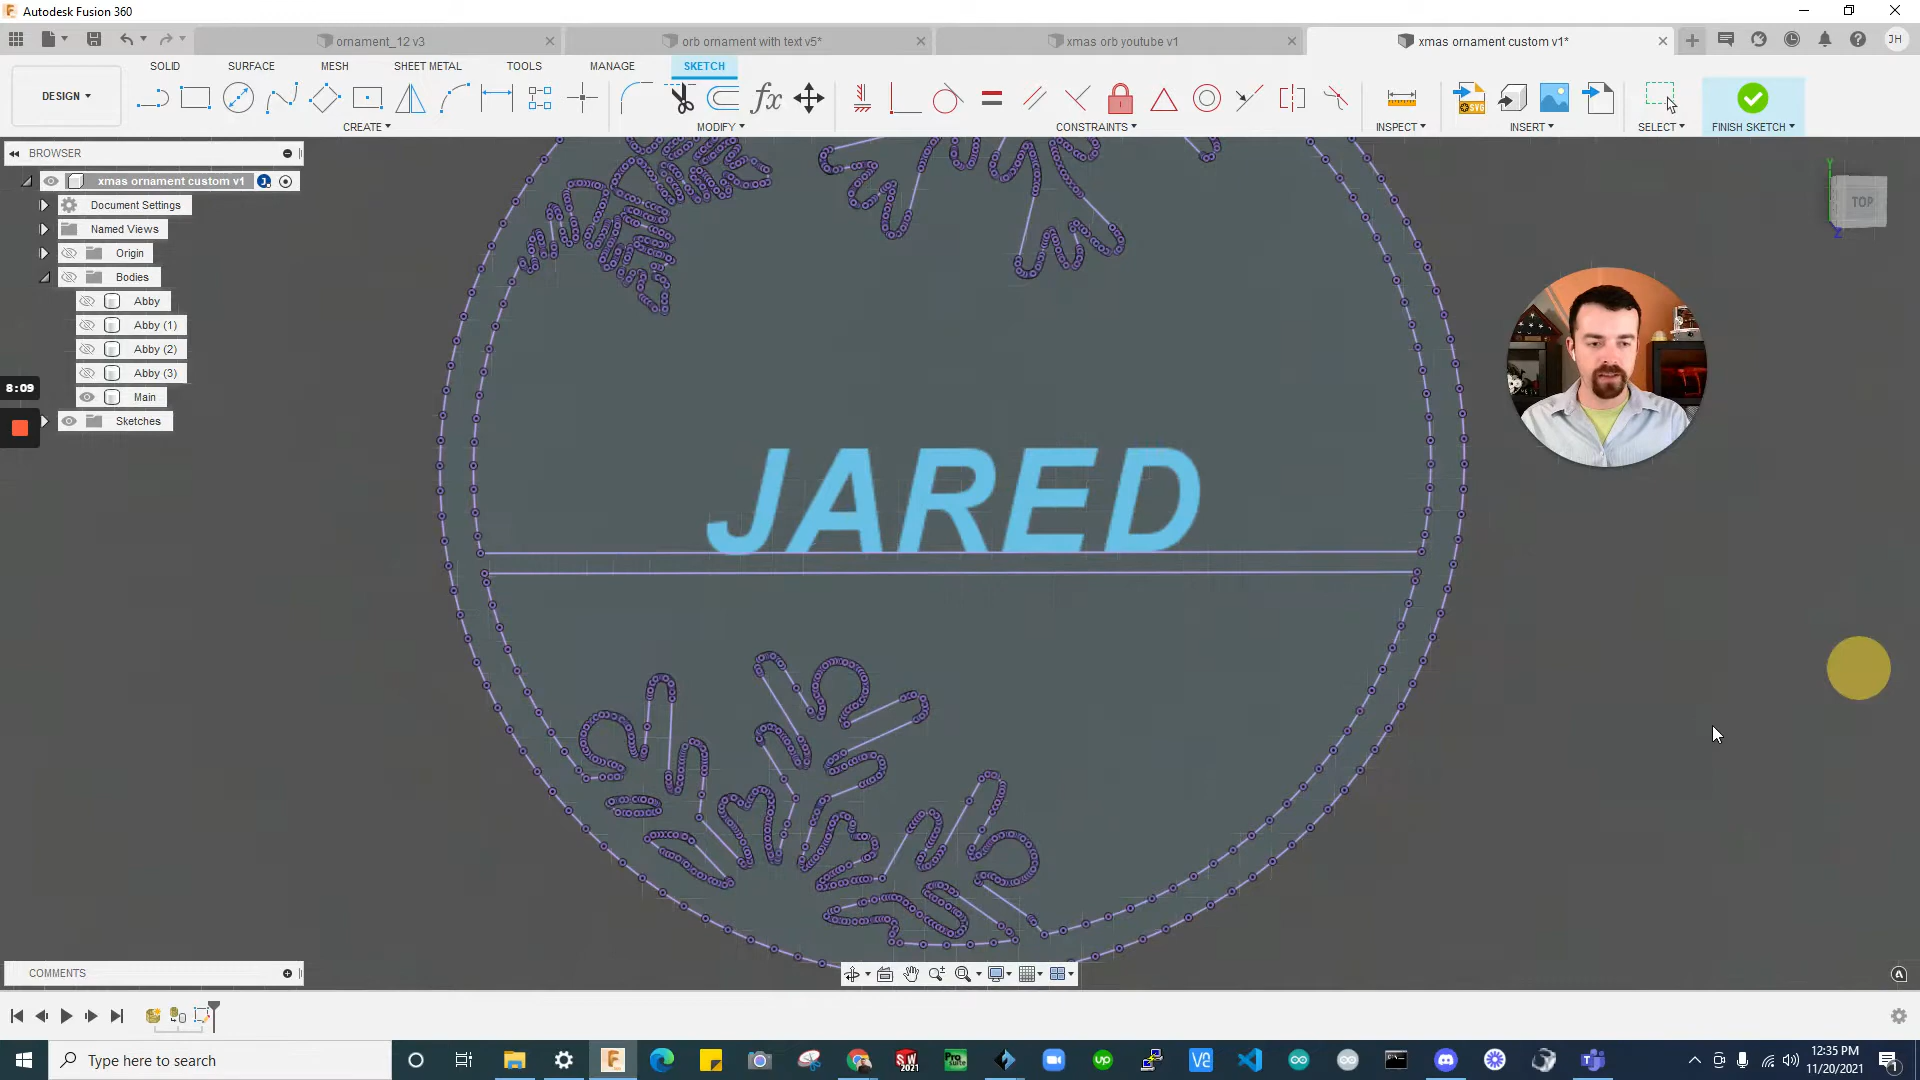 Autodesk Fusion 360
ornament_12 v3
orb ornament with text v5*
xmas orb youtube v1
xmas ornament custom v1*
JH
DESIGN
SOLID
SURFACE
MESH
SHEET METAL
TOOLS
MANAGE
SKETCH
CREATE
MODIFY
CONSTRAINTS
INSPECT
INSERT
SELECT
FINISH SKETCH
BROWSER
xmas ornament custom v1
Document Settings
Named Views
Origin
Bodies
Abby
Abby (1)
Abby (2)
Abby (3)
Main
Sketches
8:09
TOP
JARED
COMMENTS
Type here to search
12:35 PM
11/20/2021